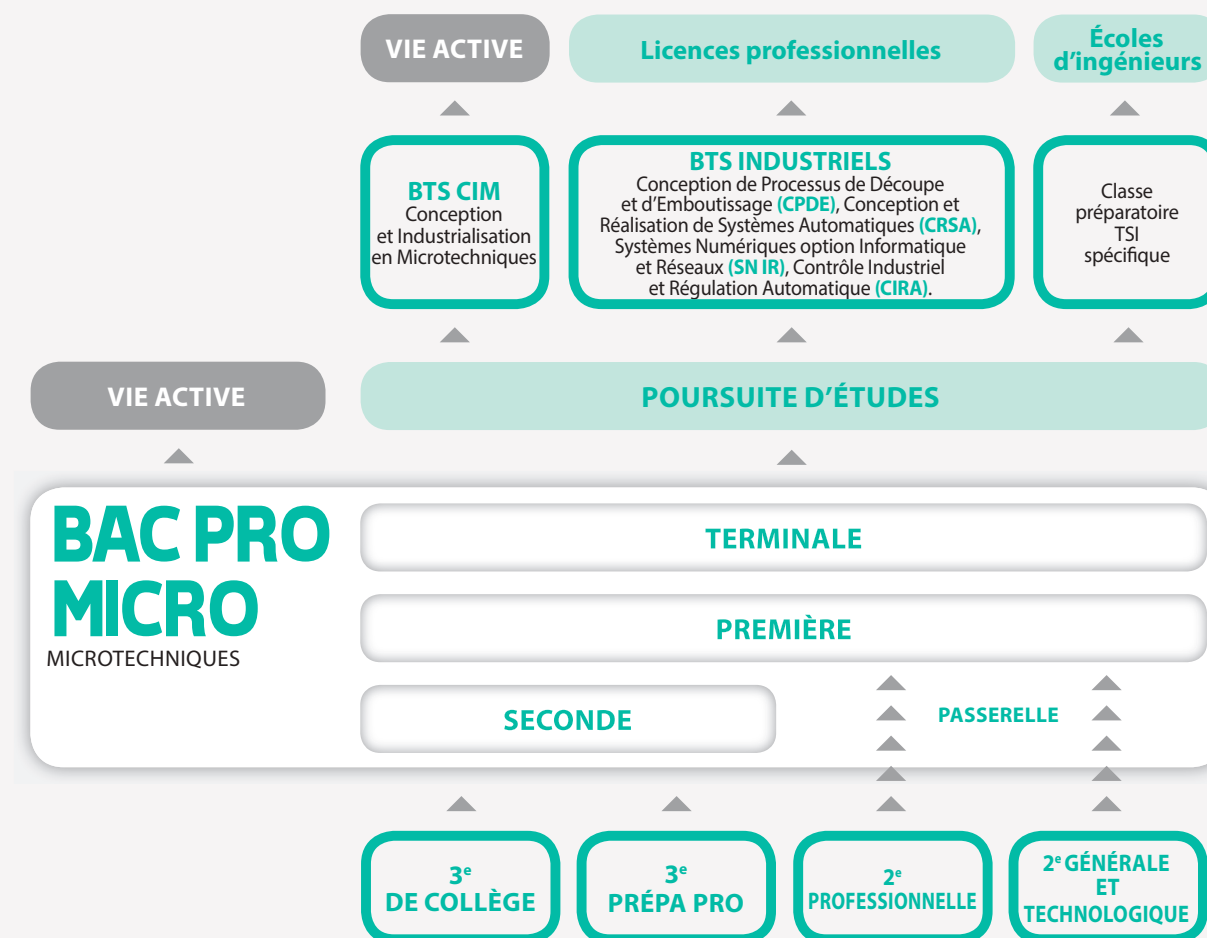 VIE ACTIVE
Licences professionnelles
Écoles
d'ingénieurs
BTS CIM
Conception
et Industrialisation
en Microtechniques
BTS INDUSTRIELS
Conception de Processus de Découpe
et d'Emboutissage (CPDE), Conception et
Réalisation de Systèmes Automatiques (CRSA),
Systèmes Numériques option Informatique
et Réseaux (SN IR), Contrôle Industriel
et Régulation Automatique (CIRA).
Classe
préparatoire
TSI
spécifique
VIE ACTIVE
POURSUITE D'ÉTUDES
BAC PRO
MICRO
MICROTECHNIQUES
TERMINALE
PREMIÈRE
SECONDE
PASSERELLE
3e
DE COLLÈGE
3e
PRÉPA PRO
2e
PROFESSIONNELLE
2e GÉNÉRALE
ET
TECHNOLOGIQUE